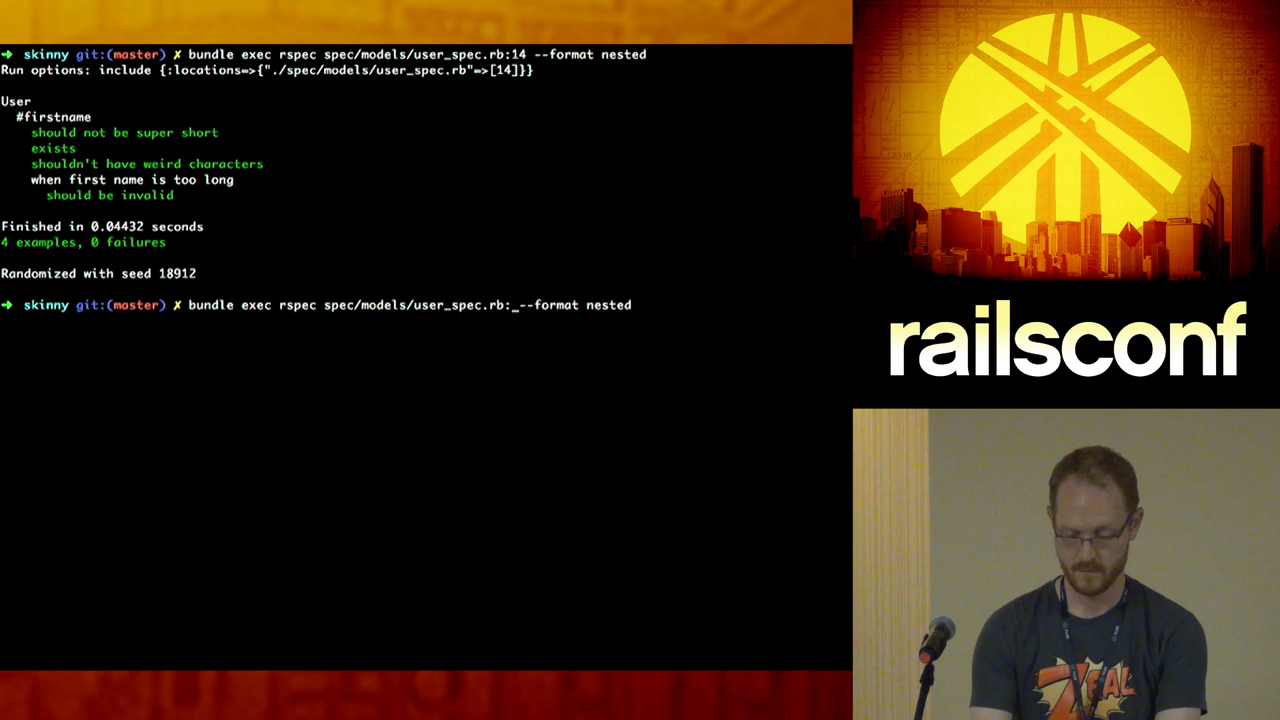 ➜ skinny git:(master) ✗ bundle exec rspec spec/models/user_spec.rb:14 --format nested
Run options: include {:locations=>{"./spec/models/user_spec.rb"=>[14]}}
User
#firstname
should not be super short
exists
shouldn't have weird characters
when first name is too long
should be invalid
Finished in 0.04432 seconds
4 examples, 0 failures
Randomized with seed 18912
➜ skinny git:(master) ✗ bundle exec rspec spec/models/user_spec.rb:_--format nested
railsconf
ZEAL